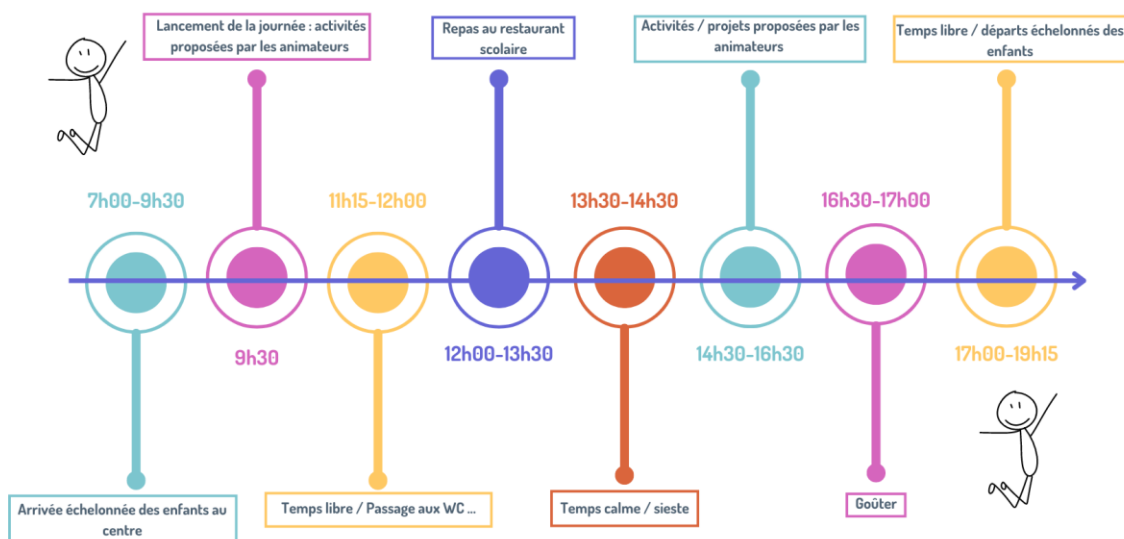 Lancement de la journée : activités
proposées par les animateurs
Repas au restaurant
scolaire
Activités / projets proposées par les
animateurs
Temps libre / départs échelonnés des
enfants
7h00-9h30
11h15-12h00
13h30-14h30
16h30-17h00
9h30
12h00-13h30
14h30-16h30
17h00-19h15
Arrivée échelonnée des enfants au
centre
Temps libre / Passage aux WC ...
Temps calme / sieste
Goûter